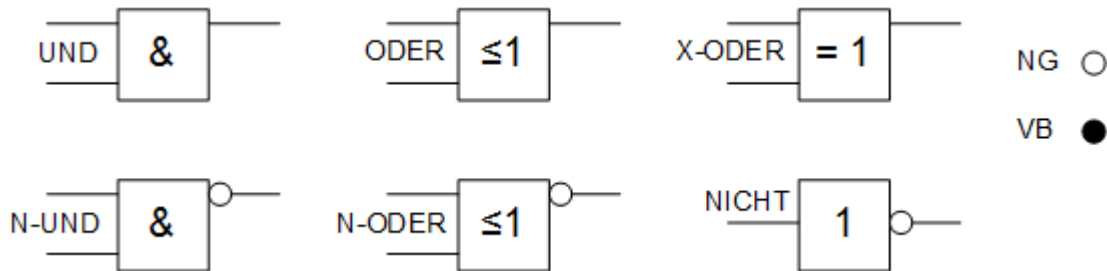 UND & ODER ≤1 X-ODER = 1 NG
VB
N-UND & N-ODER ≤1 NICHT 1